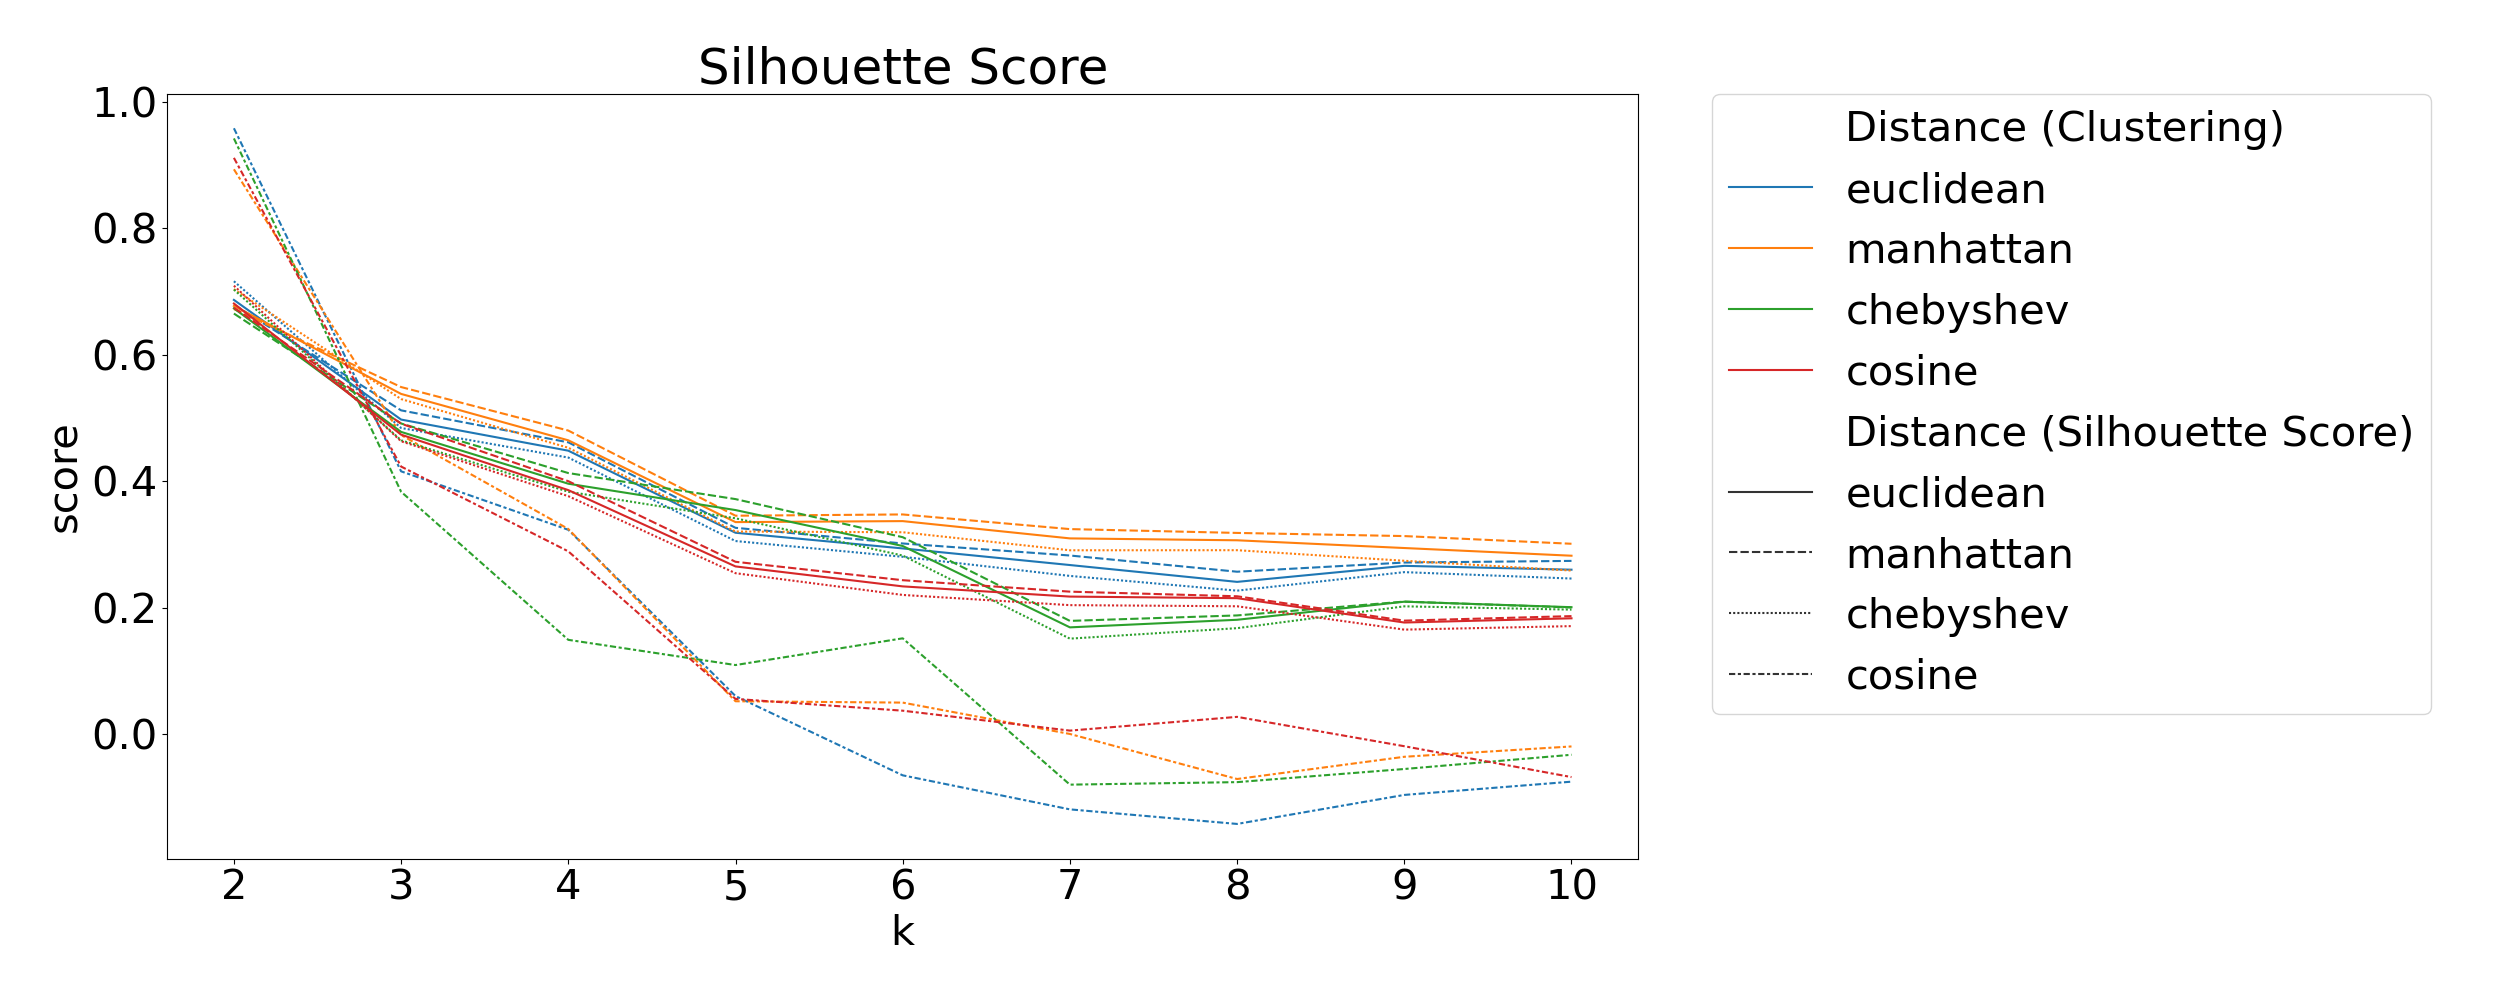 Silhouette Score
1.0
0.8
0.6
0.4
0.2
0.0
score
2 3 4 5 6 7 8 9 10
k
Distance (Clustering)
euclidean
manhattan
chebyshev
cosine
Distance (Silhouette Score)
euclidean
manhattan
chebyshev
cosine